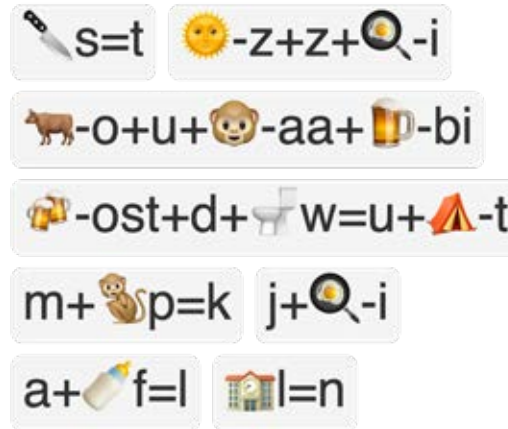 🔪s=t 🌞-z+z+🍳-i
🐂-o+u+🐵-aa+🍺-bi
🍻-ost+d+🚽w=u+⛺-t
m+🐒p=k j+🍳-i
a+🍼f=l 🏫l=n